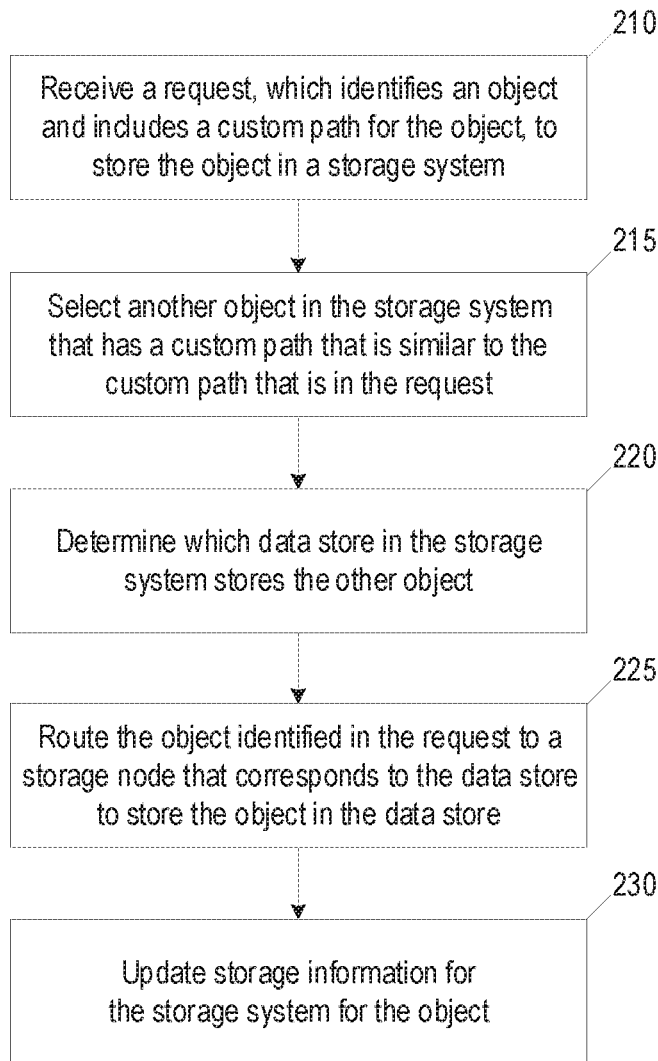 210
Receive a request, which identifies an object
and includes a custom path for the object, to
store the object in a storage system
215
Select another object in the storage system
that has a custom path that is similar to the
custom path that is in the request
220
Determine which data store in the storage
system stores the other object
225
Route the object identified in the request to a
storage node that corresponds to the data store
to store the object in the data store
230
Update storage information for
the storage system for the object